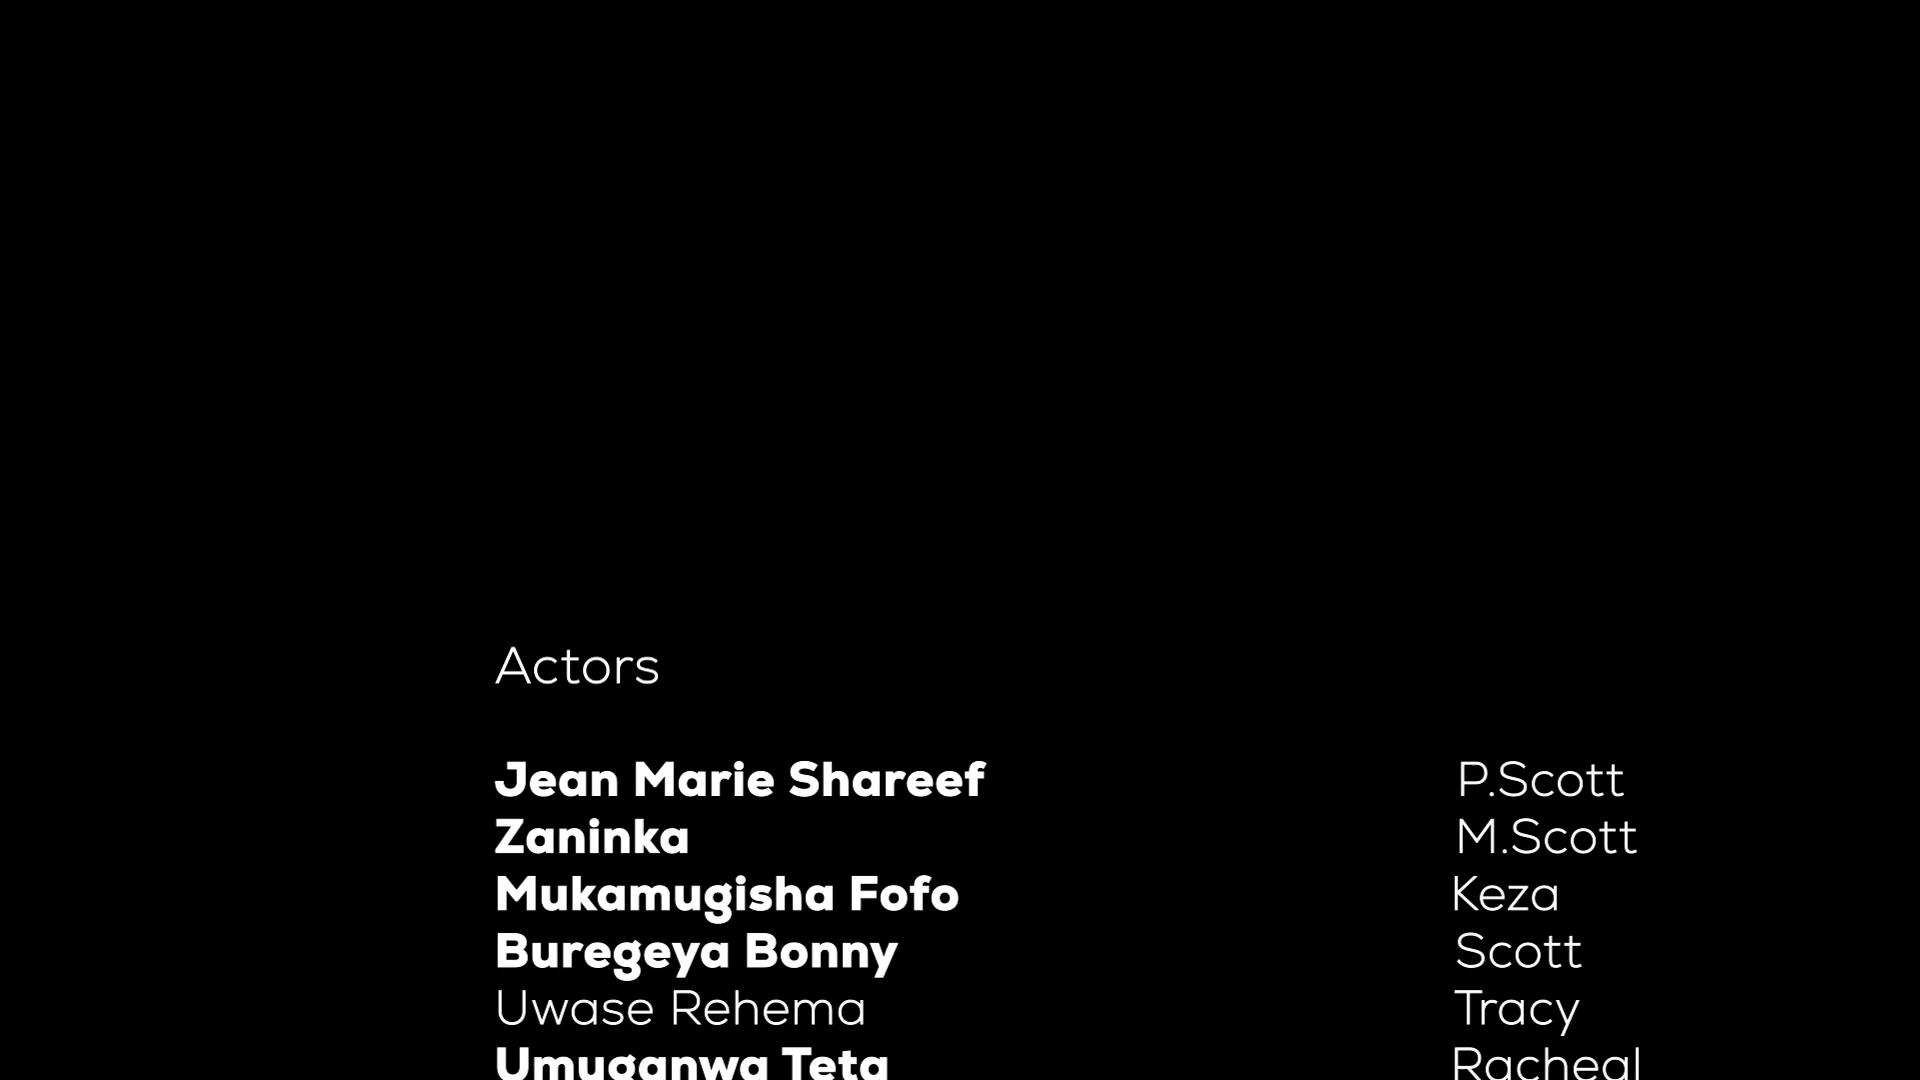 Actors
Jean Marie Shareef P.Scott
Zaninka M.Scott
Mukamugisha Fofo Keza
Buregeya Bonny Scott
Uwase Rehema Tracy
Umuganwa Teta Racheal